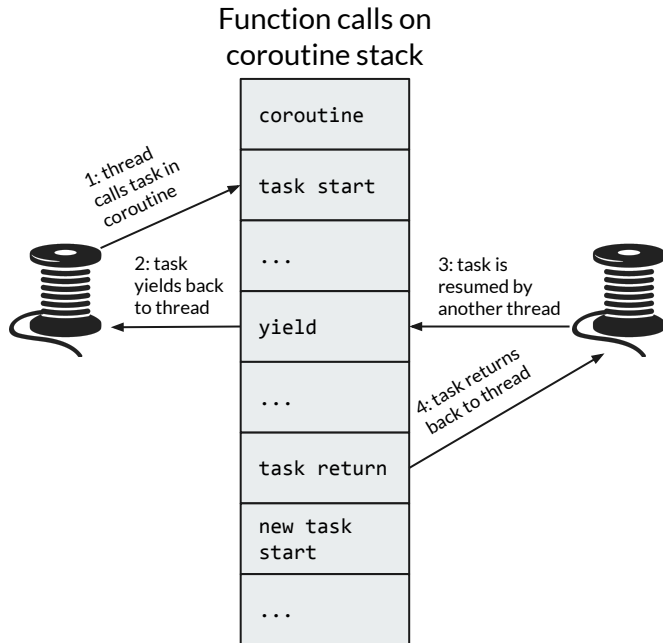 Function calls on
coroutine stack
coroutine
1: thread
calls task in
coroutine
task start
...
2: task
yields back
to thread
3: task is
resumed by
another thread
yield
...
4: task returns
back to thread
task return
new task
start
...